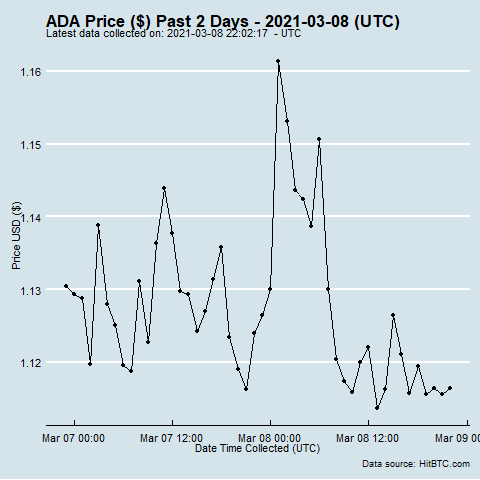 ADA Price ($) Past 2 Days - 2021-03-08 (UTC)
Latest data collected on: 2021-03-08 22:02:17 - UTC
1.16
1.15
1.14
1.13
1.12
Price USD ($)
Mar 07 00:00 Mar 07 12:00 Mar 08 00:00 Mar 08 12:00 Mar 09 0
Date Time Collected (UTC)
Data source: HitBTC.com